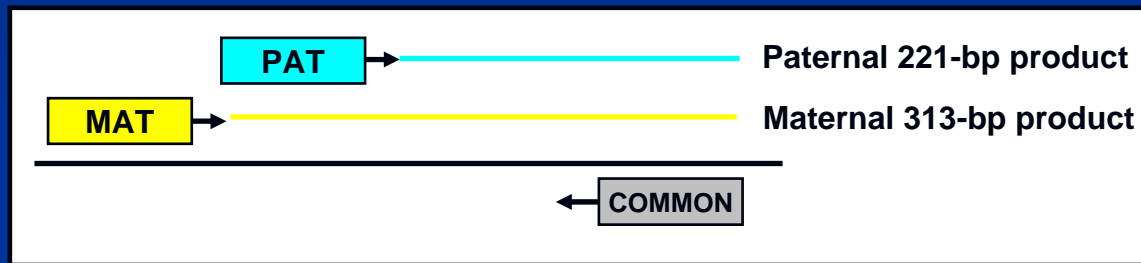 PAT
Paternal 221-bp product
MAT
Maternal 313-bp product
COMMON